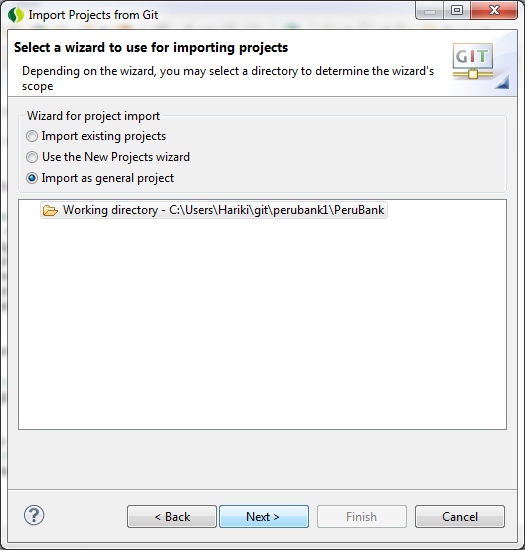 Import Projects from Git
Select a wizard to use for importing projects
Depending on the wizard, you may select a directory to determine the wizard's
scope
GIT
Wizard for project import
Import existing projects
Use the New Projects wizard
Import as general project
Working directory - C:\Users\Hariki\git\perubank1\PeruBank
?
< Back
Next >
Finish
Cancel